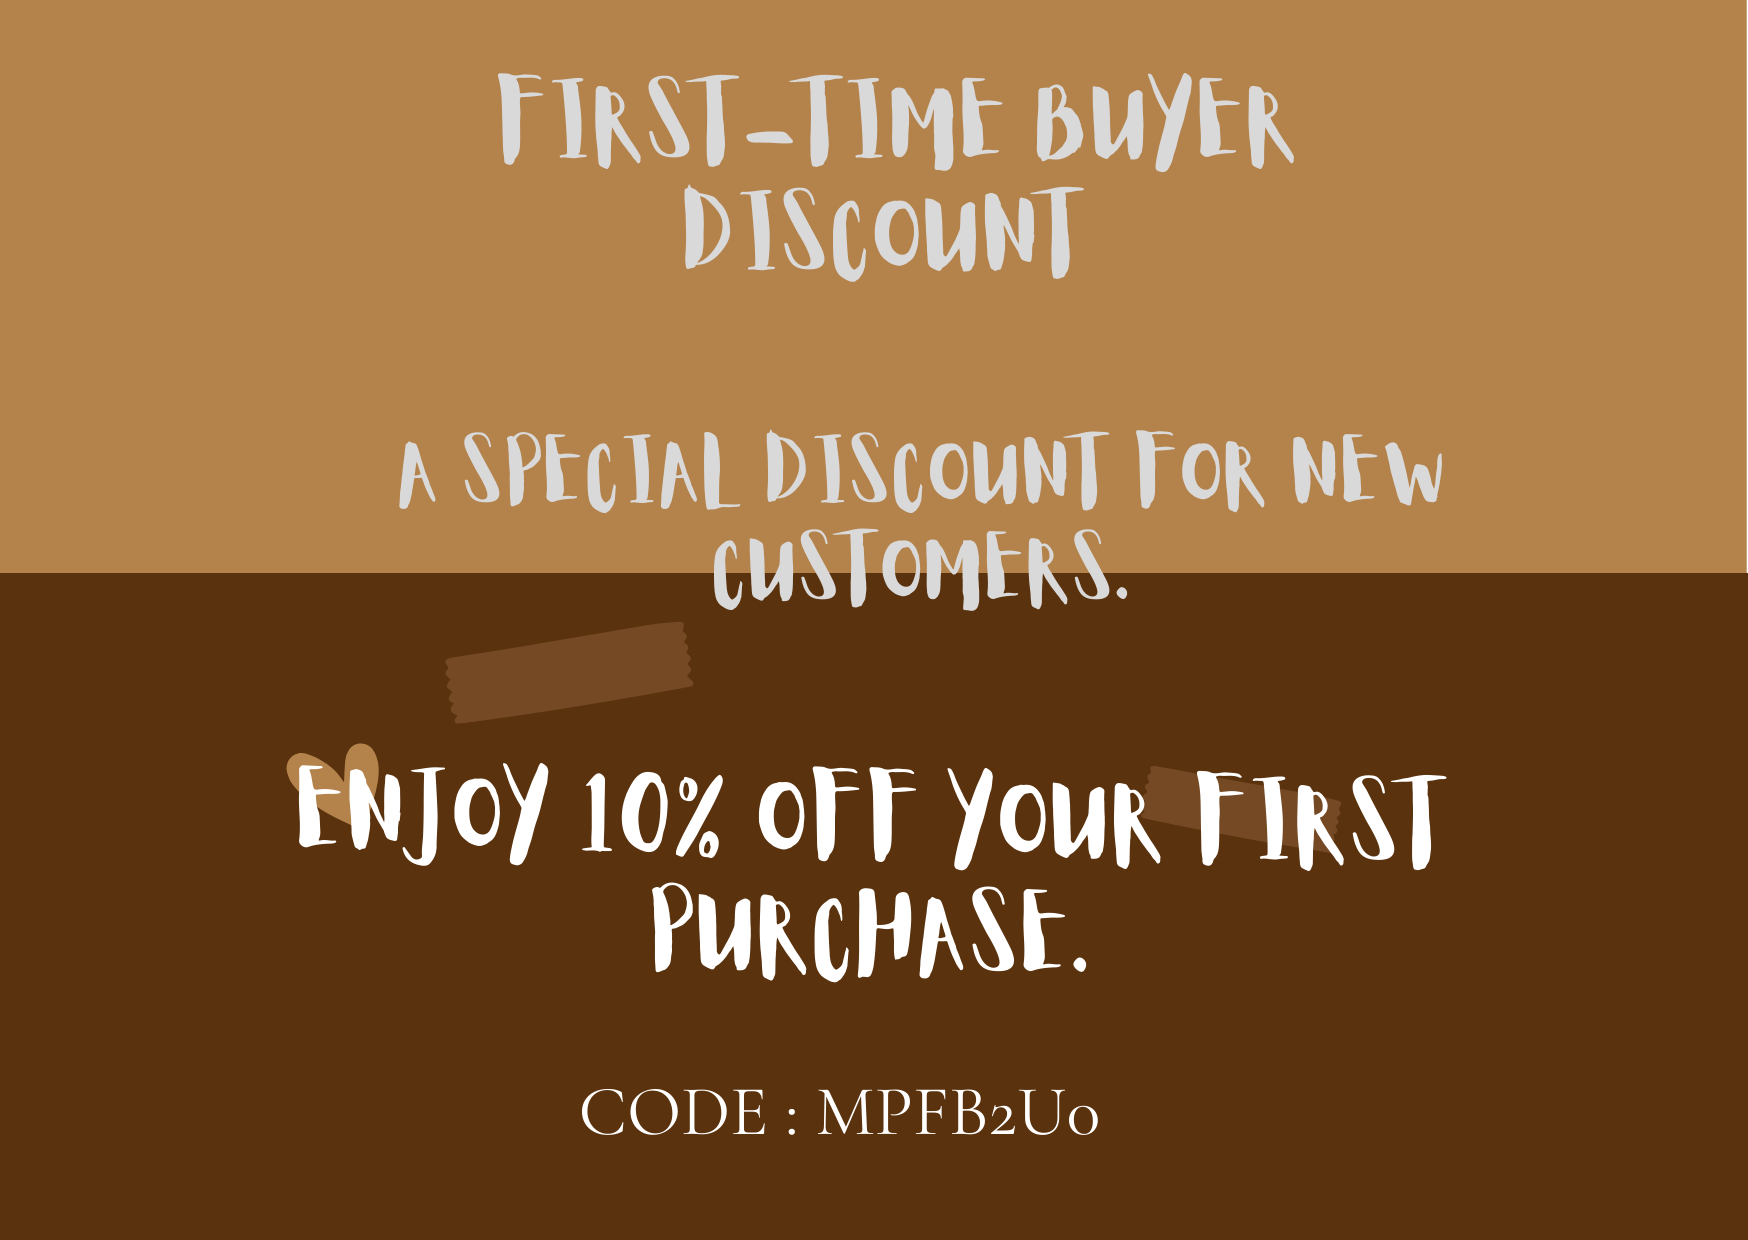 FIRST-TIME BUYER
DISCOUNT
A SPECIAL DISCOUNT FOR NEW
CUSTOMERS.
ENJOY 10% OFF YOUR FIRST
PURCHASE.
CODE : MPFB2U0